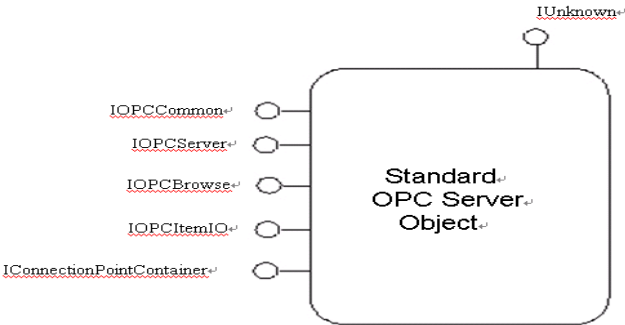 IUnknown
IOPCCommon
IOPCServer
IOPCBrowse
IOPCItemIO
IConnectionPointContainer
Standard
OPC Server
Object